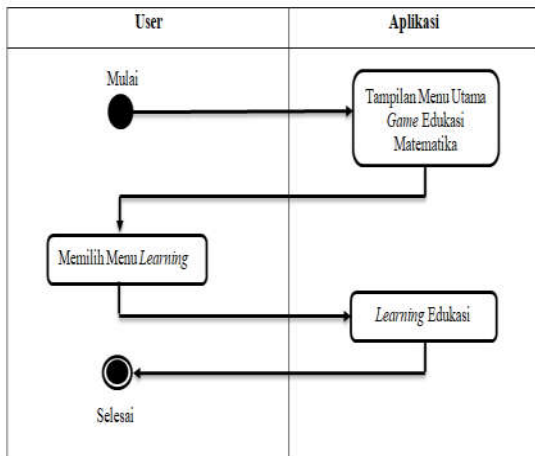 User
Aplikasi
Mulai
Tampilan Menu Utama
Game Edukasi
Matematika
Memilih Menu Learning
Learning Edukasi
Selesai